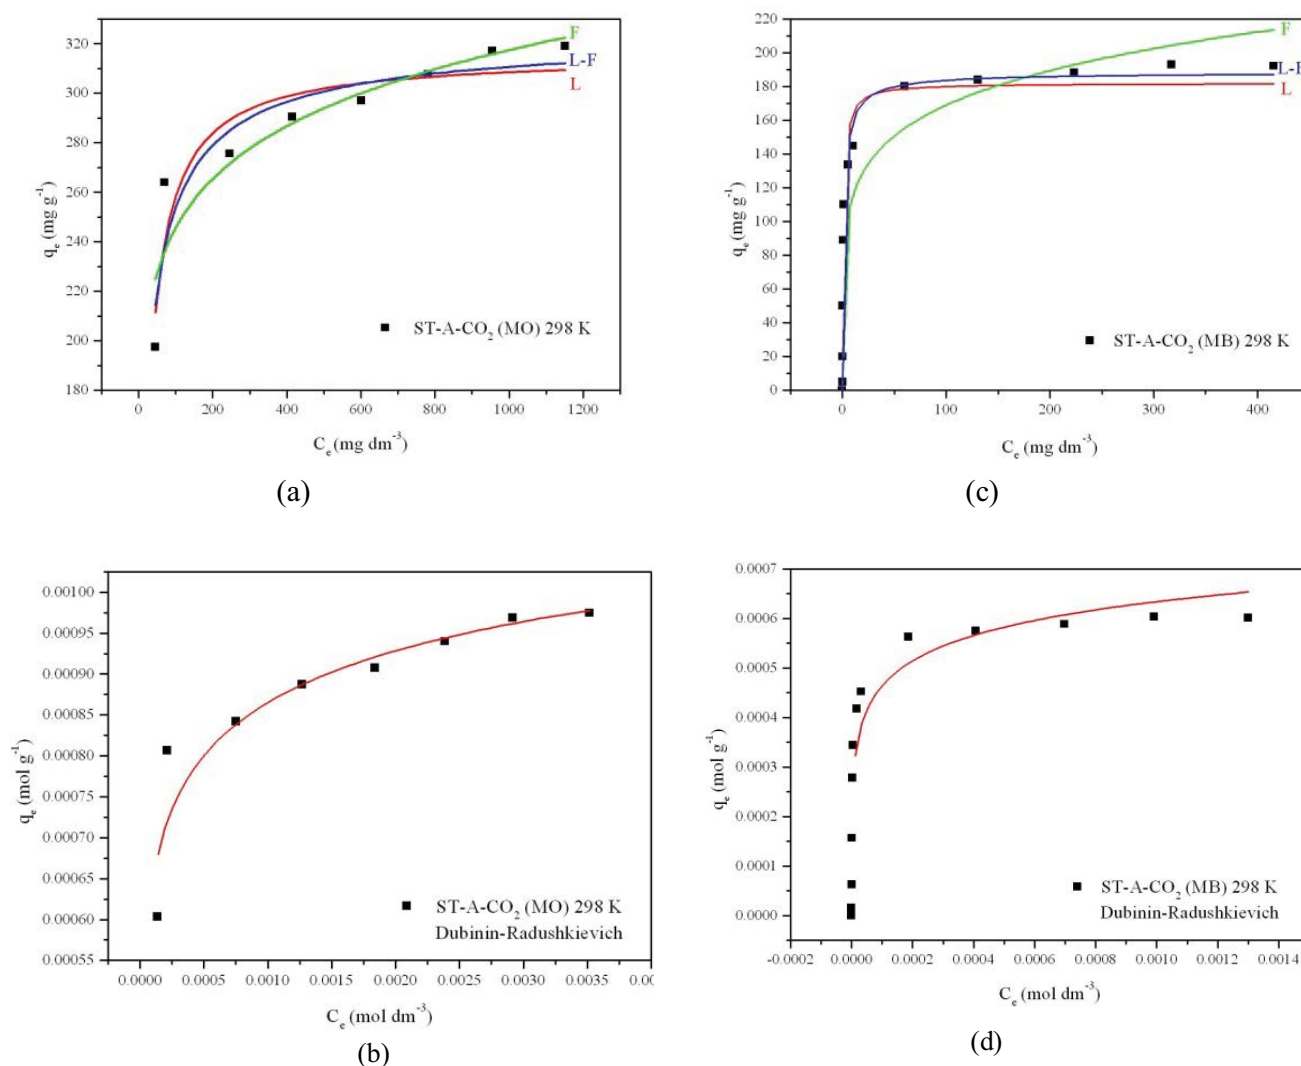 320
300
280
260
240
220
200
180
q_e (mg g^-1)
F
L-F
L
ST-A-CO₂ (MO) 298 K
0 200 400 600 800 1000 1200
C_e (mg dm^-3)
(a)
220
200
180
160
140
120
100
80
60
40
20
0
q_e (mg g^-1)
F
L-F
L
ST-A-CO₂ (MB) 298 K
0 100 200 300 400
C_e (mg dm^-3)
(c)
0.00100
0.00095
0.00090
0.00085
0.00080
0.00075
0.00070
0.00065
0.00060
0.00055
q_e (mol g^-1)
ST-A-CO₂ (MO) 298 K
Dubinin-Radushkievich
0.0000 0.0005 0.0010 0.0015 0.0020 0.0025 0.0030 0.0035
C_e (mol dm^-3)
(b)
0.0007
0.0006
0.0005
0.0004
0.0003
0.0002
0.0001
0.0000
q_e (mol g^-1)
ST-A-CO₂ (MB) 298 K
Dubinin-Radushkievich
-0.0002 0.0000 0.0002 0.0004 0.0006 0.0008 0.0010 0.0012 0.0014
C_e (mol dm^-3)
(d)